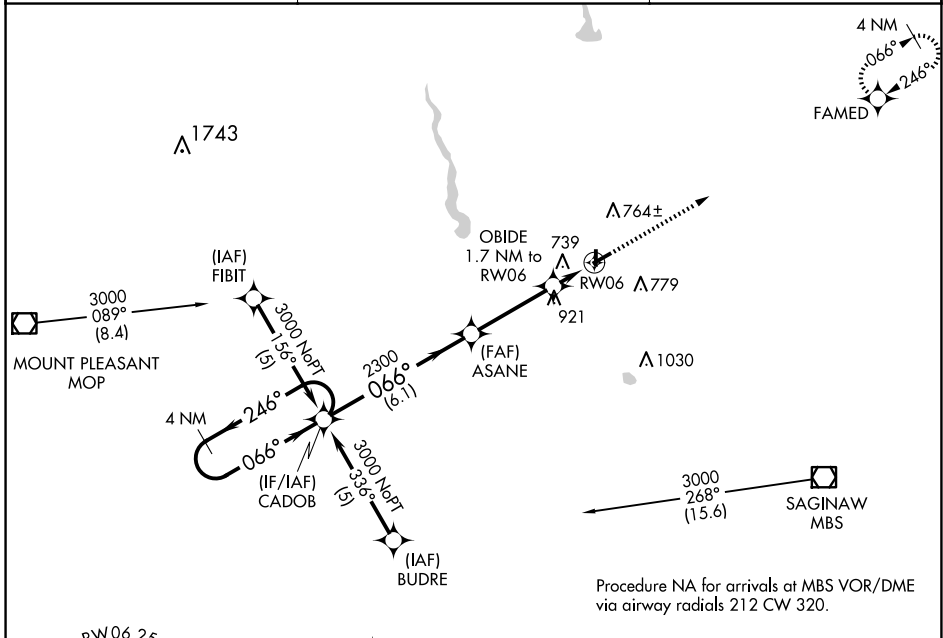 4 NM
066°
246°
FAMED
1743
764±
OBIDE
1.7 NM to
RW06
739
RW06
779
921
(IAF)
FIBIT
3000
089°
(8.4)
MOUNT PLEASANT
MOP
3000 NoPT
156°
(5)
2300
066°
(6.1)
(FAF)
ASANE
1030
4 NM
246°
066°
(IF/IAF)
CADOB
3000 NoPT
336°
(5)
(IAF)
BUDRE
3000
268°
(15.6)
SAGINAW
MBS
Procedure NA for arrivals at MBS VOR/DME
via airway radials 212 CW 320.
RW06 25